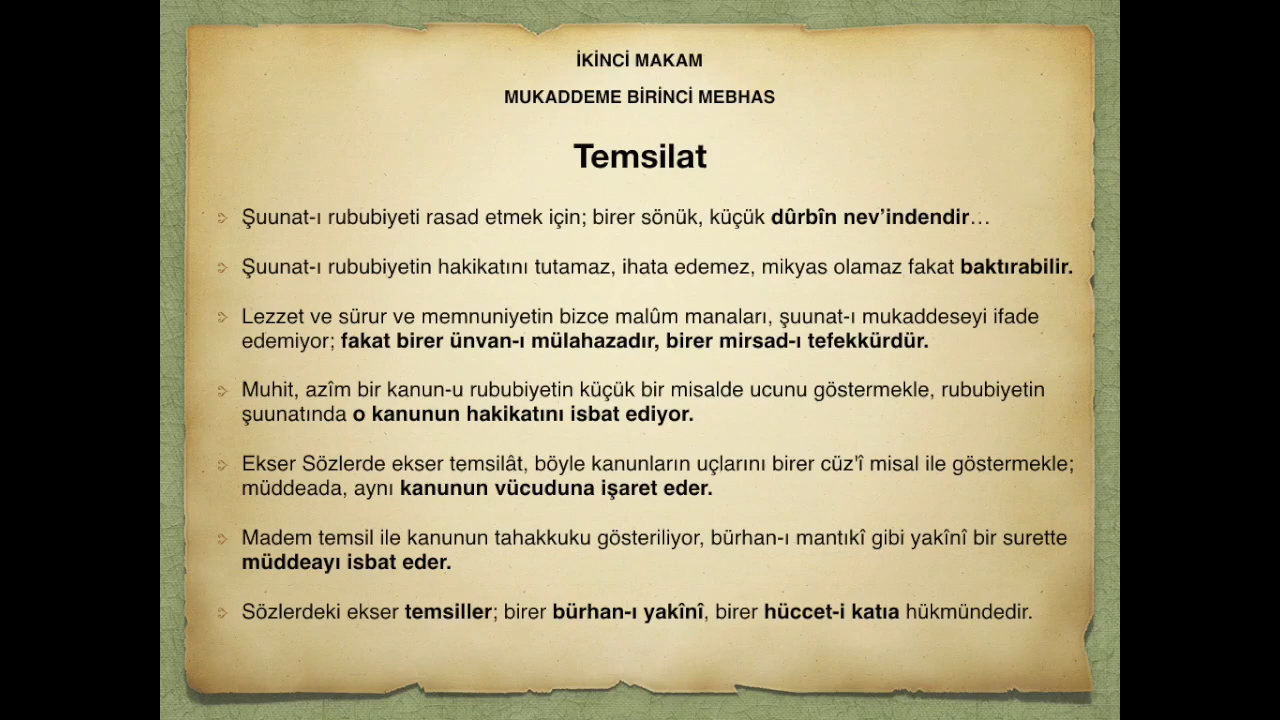 İKİNCİ MAKAM
MUKADDEME BİRİNCİ MEBHAS
Temsilat
Şuunat-ı rububiyeti rasad etmek için; birer sönük, küçük dûrbîn nev’indendir…
Şuunat-ı rububiyetin hakikatını tutamaz, ihata edemez, mikyas olamaz fakat baktırabilir.
Lezzet ve sürur ve memnuniyetin bizce malûm manaları, şuunat-ı mukaddeseyi ifade
edemiyor; fakat birer ünvan-ı mülahazadır, birer mirsad-ı tefekkürdür.
Muhit, azîm bir kanun-u rububiyetin küçük bir misalde ucunu göstermekle, rububiyetin
şuunatında o kanunun hakikatını isbat ediyor.
Ekser Sözlerde ekser temsilât, böyle kanunların uçlarını birer cüz'î misal ile göstermekle;
müddeada, aynı kanunun vücuduna işaret eder.
Madem temsil ile kanunun tahakkuku gösteriliyor, bürhan-ı mantıkî gibi yakînî bir surette
müddeayı isbat eder.
Sözlerdeki ekser temsiller; birer bürhan-ı yakînî, birer hüccet-i katıa hükmündedir.